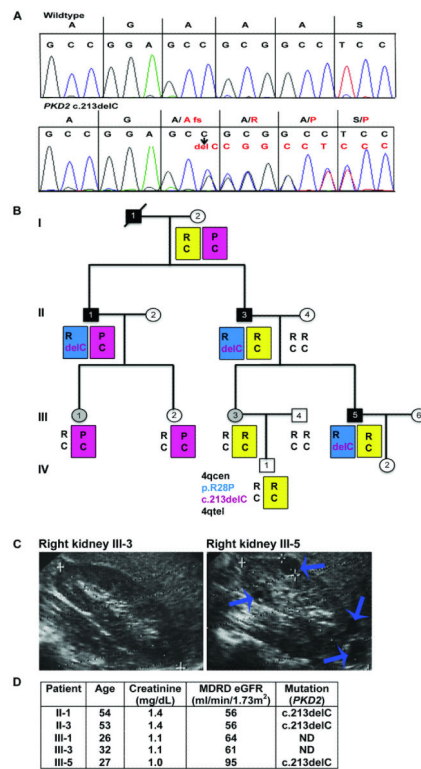 A
Wildtype
A G A A A S
G C C G G A G C C G C G G C C T C C
PKD2 c.213delC
A G A/ A fs A/R A/P S/P
G C C G G A G C C G C G G C C T C C
del C C G G C C T C C C
B
I
1 2
R P
C C
II
1 2 3 4
R P R R R R
delC C delC C C C
III
1 2 3 4 5 6
R P R P R R R R R R
C C C C C C C C delC C
IV
1 2
4qcen
p.R28P R R
c.213delC C C
4qtel
C
Right kidney III-3 Right kidney III-5
D
Patient Age Creatinine (mg/dL) MDRD eGFR (ml/min/1.73m2) Mutation (PKD2)
II-1 54 1.4 56 c.213delC
II-3 53 1.4 56 c.213delC
III-1 26 1.1 64 ND
III-3 32 1.1 61 ND
III-5 27 1.0 95 c.213delC